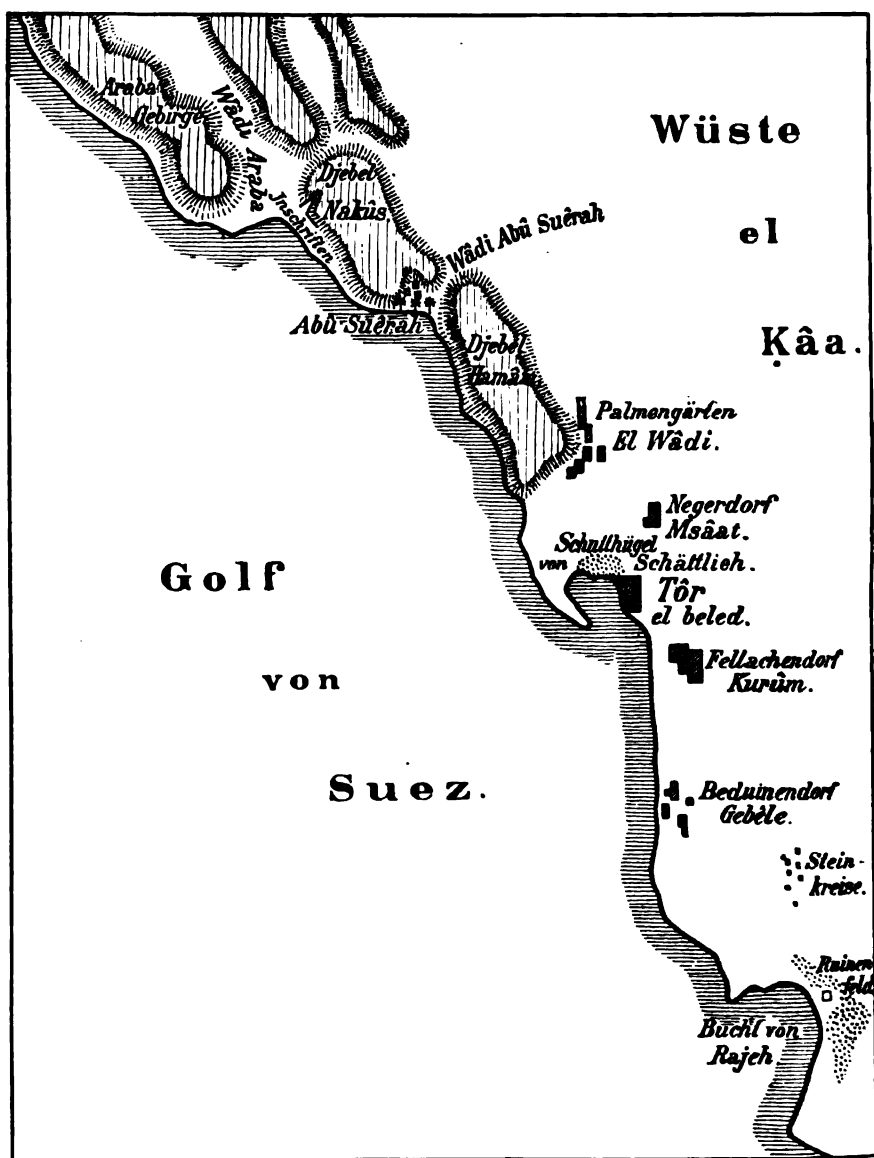 Araba
Gebirge
Wâdi Araba
Wüste
el
Ḳâa.
Djebel
Nakûs.
Inschriften
Wâdi Abû Suêrah
Abû Suêrah
Djebel
Hamâm
Palmengärten
El Wâdi.
Negerdorf
Msâat.
Schutthügel
von Schâttlieh.
Tôr
el beled.
Golf
von
Suez.
Fellachendorf
Kurûm.
Beduinendorf
Gebêle.
Stein-
kreise.
Ruinen
feld
Bucht von
Rajeh.